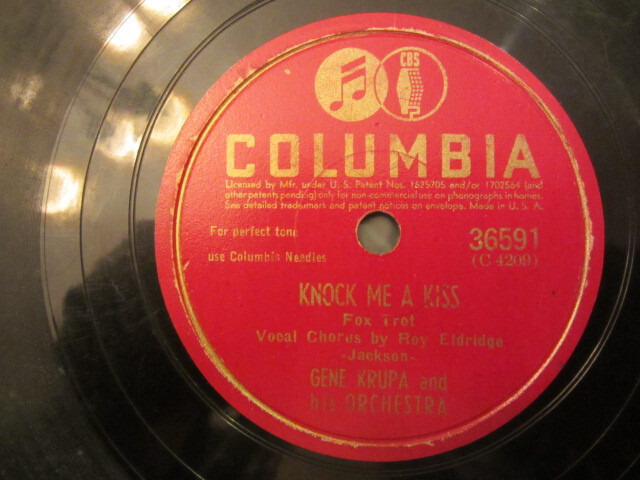 CBS
COLUMBIA
Licensed by Mfr. under U. S. Patent Nos. 1625705 and/or 1702564 (and
other patents pending) only for non-commercial use on phonographs in homes.
See detailed trademark and patent notices on envelope. Made in U. S. A.
For perfect tone
use Columbia Needles
36591
(C 4209)
KNOCK ME A KISS
Fox Trot
Vocal Chorus by Roy Eldridge
-Jackson-
GENE KRUPA and
his ORCHESTRA